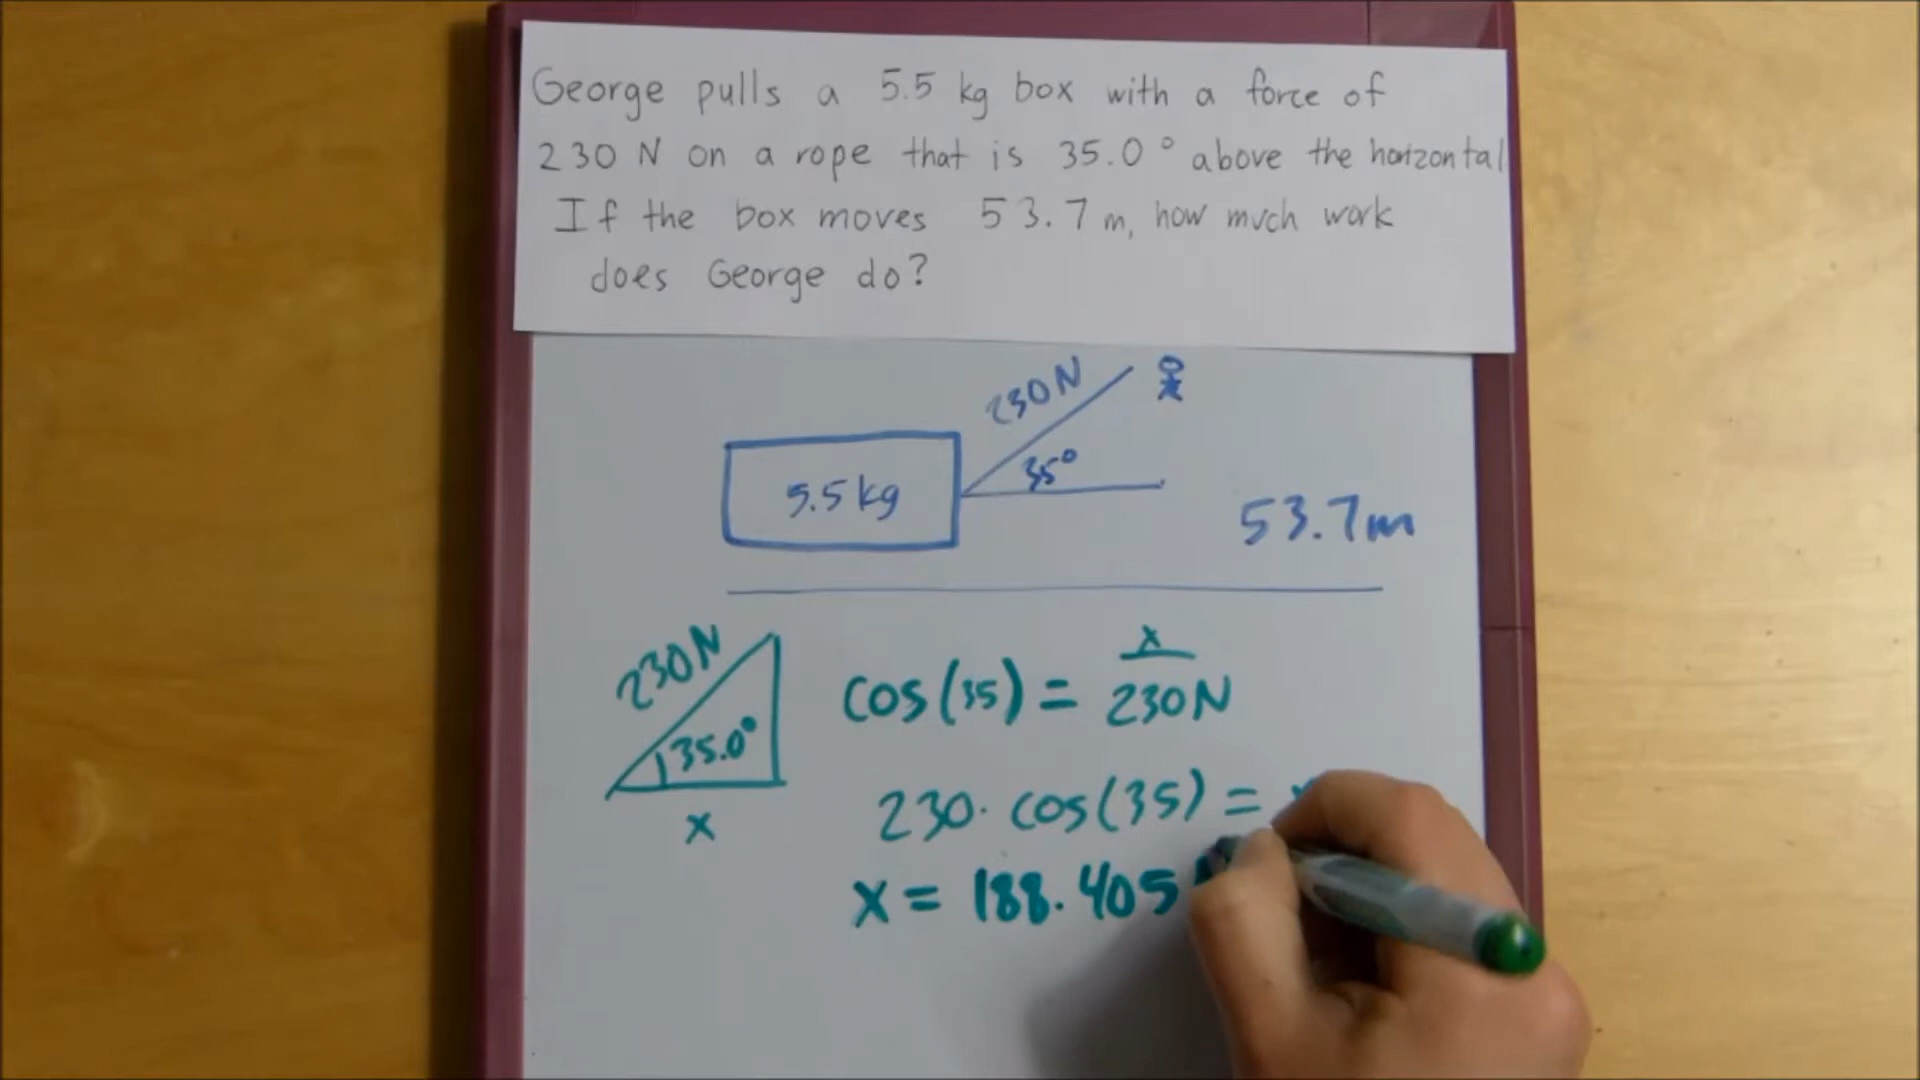 George pulls a 5.5 kg box with a force of
230 N on a rope that is 35.0° above the horizontal
If the box moves 53.7 m, how much work
does George do?
230N
35°
5.5 kg
53.7m
230N
35.0°
x
cos(35) = x/230N
230. cos(35) =
x = 188.405